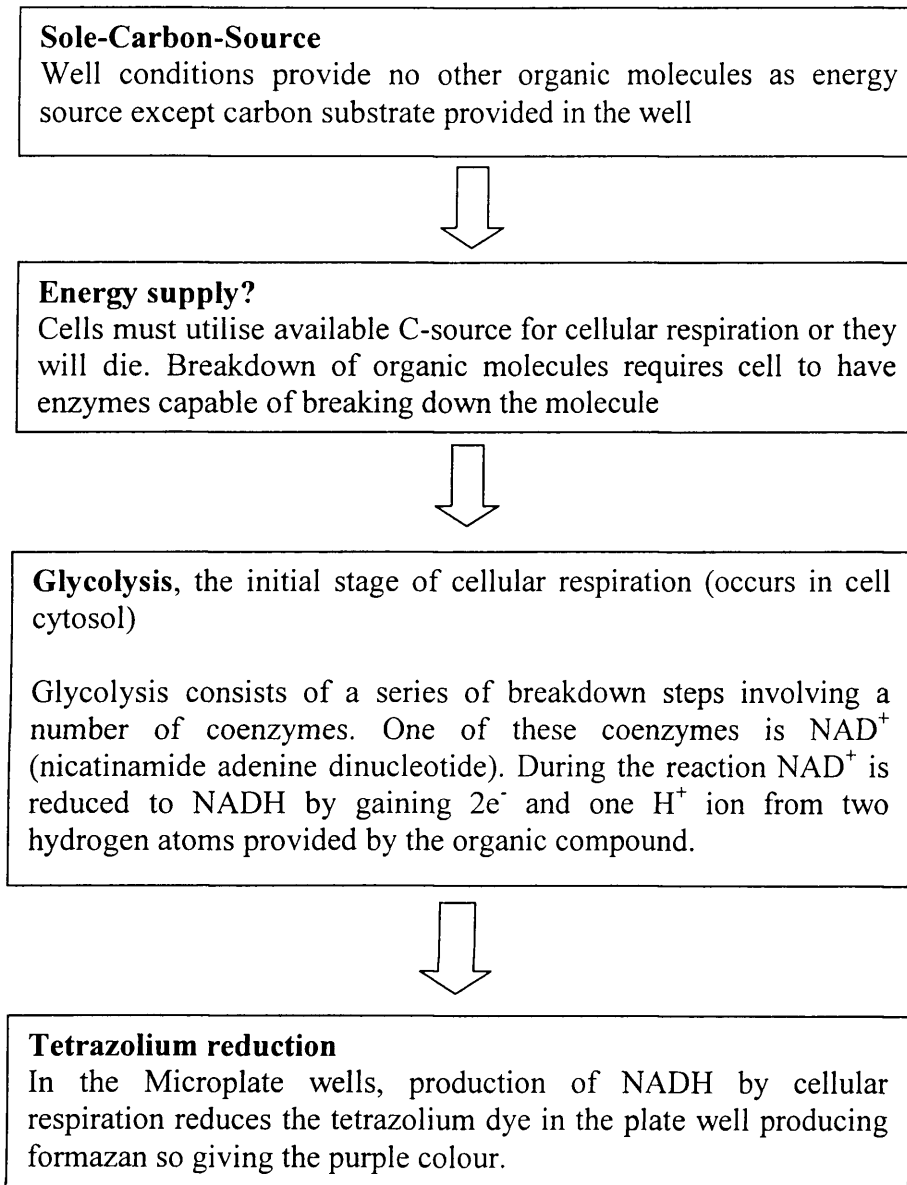 Sole-Carbon-Source
Well conditions provide no other organic molecules as energy
source except carbon substrate provided in the well
Energy supply?
Cells must utilise available C-source for cellular respiration or they
will die. Breakdown of organic molecules requires cell to have
enzymes capable of breaking down the molecule
Glycolysis, the initial stage of cellular respiration (occurs in cell
cytosol)
Glycolysis consists of a series of breakdown steps involving a
number of coenzymes. One of these coenzymes is NAD⁺
(nicatinamide adenine dinucleotide). During the reaction NAD⁺ is
reduced to NADH by gaining 2e⁻ and one H⁺ ion from two
hydrogen atoms provided by the organic compound.
Tetrazolium reduction
In the Microplate wells, production of NADH by cellular
respiration reduces the tetrazolium dye in the plate well producing
formazan so giving the purple colour.